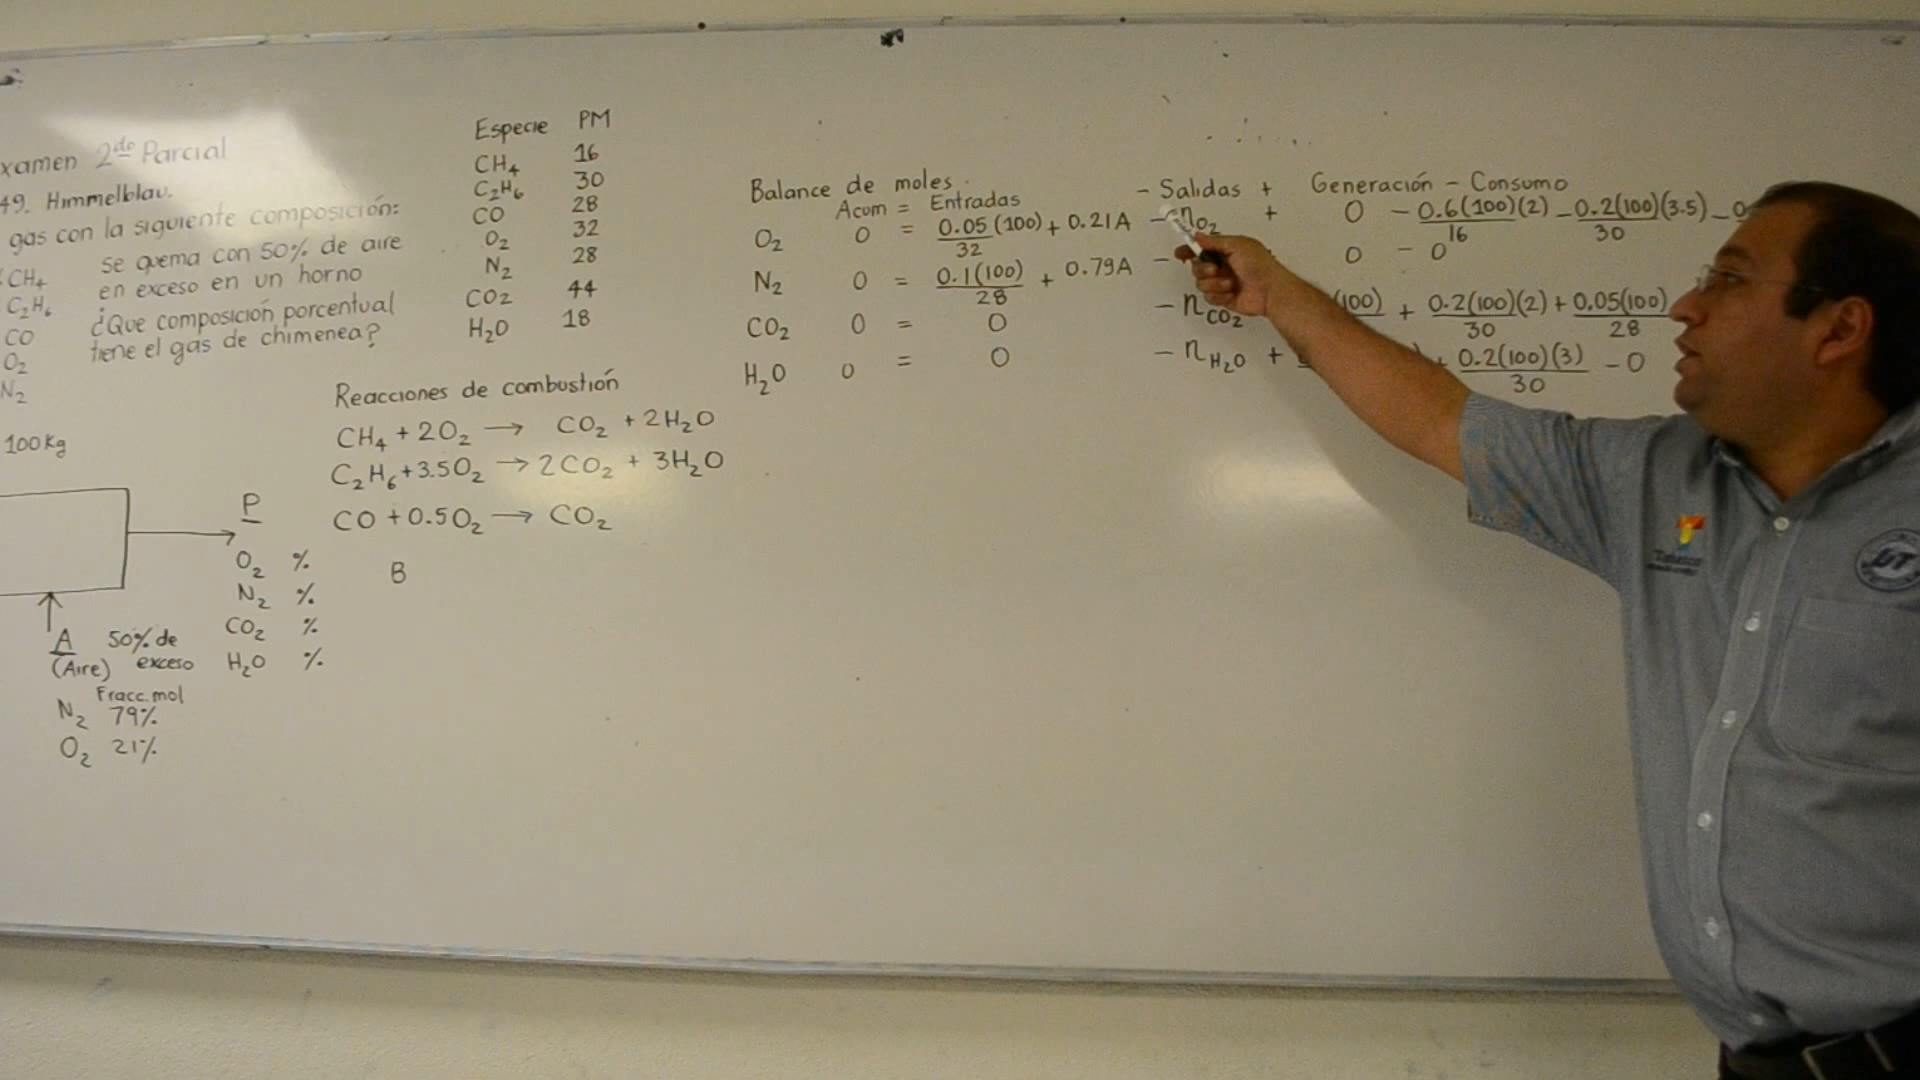 xamen 2do Parcial
49. Himmelblau.
gas con la siguiente composición:
CH4 se quema con 50% de aire
C2H6 en exceso en un horno
CO ¿Que composición porcentual
O2 tiene el gas de chimenea?
N2
100Kg
P
O2 %
N2 %
CO2 %
H2O %
A 50% de
(Aire) exceso
Fracc. mol
N2 79%
O2 21%
Especie PM
CH4 16
C2H6 30
CO 28
O2 32
N2 28
CO2 44
H2O 18
Reacciones de combustión
CH4 + 2O2 → CO2 + 2H2O
C2H6 + 3.5O2 → 2CO2 + 3H2O
CO + 0.5O2 → CO2
B
Balance de moles.
Acum = Entradas - Salidas + Generación - Consumo
O2 0 = 0.05(100)/32 + 0.21A - nO2 + 0 - 0.6(100)(2)/16 - 0.2(100)(3.5)/30 - 0
N2 0 = 0.1(100)/28 + 0.79A - 0 - 0
CO2 0 = 0 - nCO2 (100) + 0.2(100)(2)/30 + 0.05(100)/28
H2O 0 = 0 - nH2O + 0.2(100)(3)/30 - 0